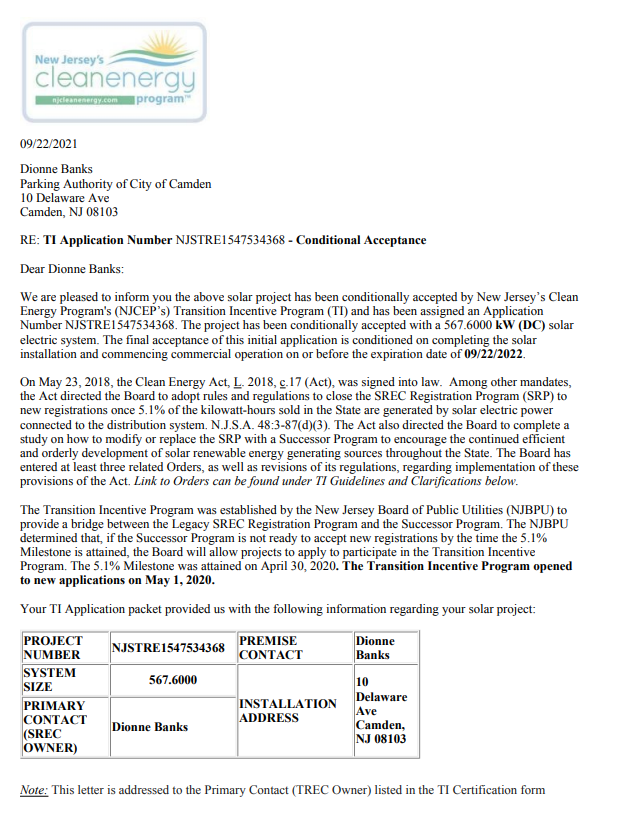 New Jersey's
cleanenergy
njcleanenergy.com
program™
09/22/2021
Dionne Banks
Parking Authority of City of Camden
10 Delaware Ave
Camden, NJ 08103
RE: TI Application Number NJSTRE1547534368 - Conditional Acceptance
Dear Dionne Banks:
We are pleased to inform you the above solar project has been conditionally accepted by New Jersey's Clean
Energy Program's (NJCEP's) Transition Incentive Program (TI) and has been assigned an Application
Number NJSTRE1547534368. The project has been conditionally accepted with a 567.6000 kW (DC) solar
electric system. The final acceptance of this initial application is conditioned on completing the solar
installation and commencing commercial operation on or before the expiration date of 09/22/2022.
On May 23, 2018, the Clean Energy Act, L. 2018, c.17 (Act), was signed into law.  Among other mandates,
the Act directed the Board to adopt rules and regulations to close the SREC Registration Program (SRP) to
new registrations once 5.1% of the kilowatt-hours sold in the State are generated by solar electric power
connected to the distribution system. N.J.S.A. 48:3-87(d)(3). The Act also directed the Board to complete a
study on how to modify or replace the SRP with a Successor Program to encourage the continued efficient
and orderly development of solar renewable energy generating sources throughout the State. The Board has
entered at least three related Orders, as well as revisions of its regulations, regarding implementation of these
provisions of the Act. Link to Orders can be found under TI Guidelines and Clarifications below.
The Transition Incentive Program was established by the New Jersey Board of Public Utilities (NJBPU) to
provide a bridge between the Legacy SREC Registration Program and the Successor Program. The NJBPU
determined that, if the Successor Program is not ready to accept new registrations by the time the 5.1%
Milestone is attained, the Board will allow projects to apply to participate in the Transition Incentive
Program. The 5.1% Milestone was attained on April 30, 2020. The Transition Incentive Program opened
to new applications on May 1, 2020.
Your TI Application packet provided us with the following information regarding your solar project:
PROJECT
NUMBER
NJSTRE1547534368
PREMISE
CONTACT
Dionne
Banks
SYSTEM
SIZE
567.6000
PRIMARY
CONTACT
(SREC
OWNER)
Dionne Banks
INSTALLATION
ADDRESS
10
Delaware
Ave
Camden,
NJ 08103
Note: This letter is addressed to the Primary Contact (TREC Owner) listed in the TI Certification form